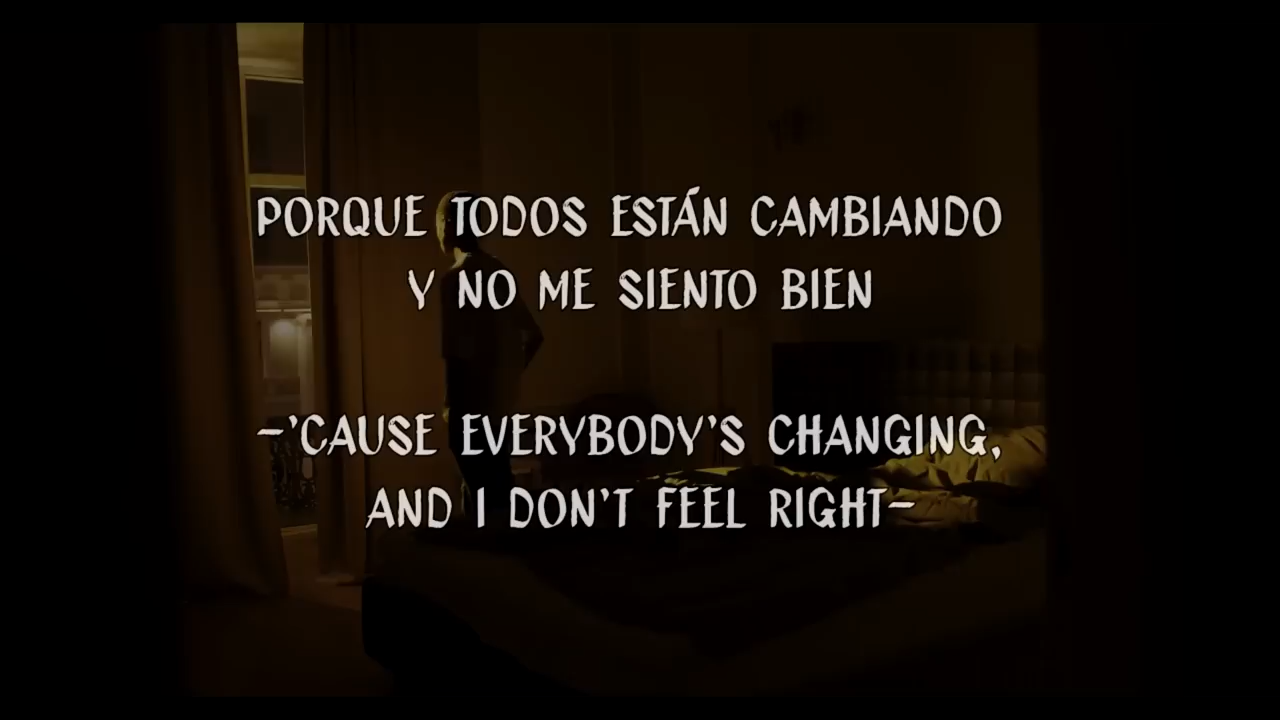 PORQUE TODOS ESTÁN CAMBIANDO
Y NO ME SIENTO BIEN
-'CAUSE EVERYBODY'S CHANGING,
AND I DON'T FEEL RIGHT-